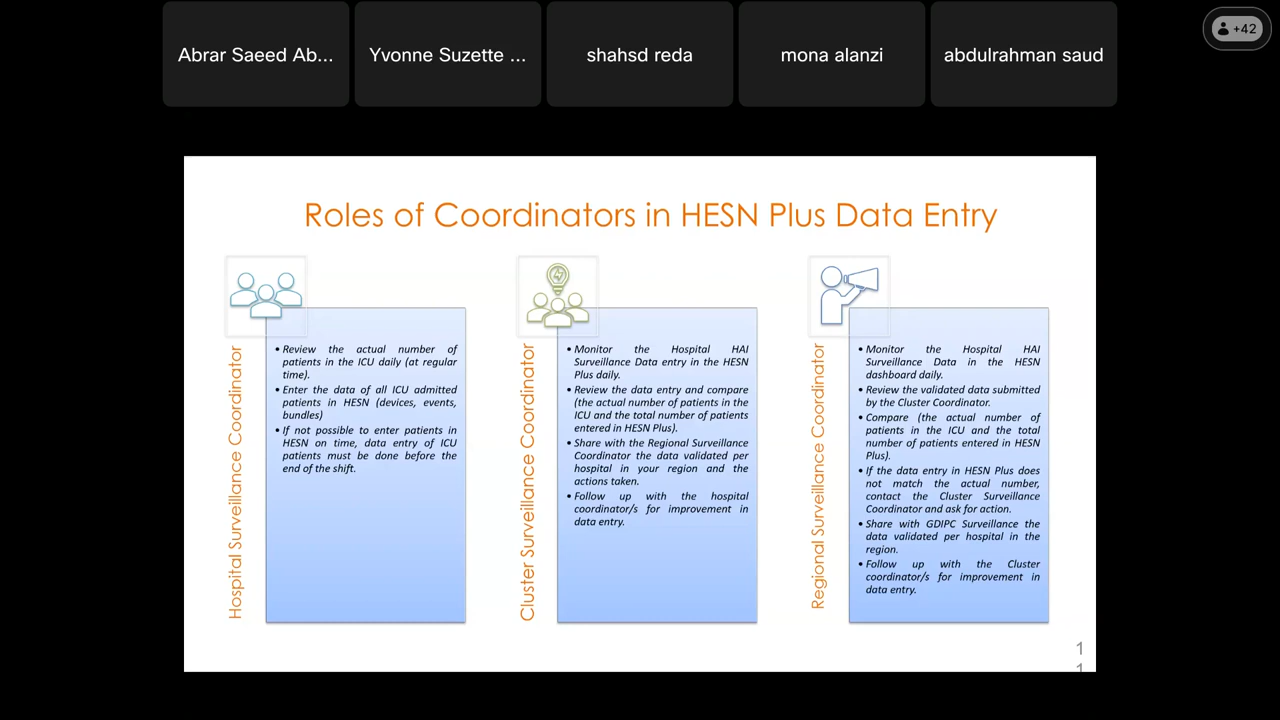 Abrar Saeed Ab...
Yvonne Suzette ...
shahsd reda
mona alanzi
abdulrahman saud
+42
Roles of Coordinators in HESN Plus Data Entry
Hospital Surveillance Coordinator
• Review the actual number of
patients in the ICU daily (at regular
time).
• Enter the data of all ICU admitted
patients in HESN (devices, events,
bundles)
• If not possible to enter patients in
HESN on time, data entry of ICU
patients must be done before the
end of the shift.
Cluster Surveillance Coordinator
• Monitor the Hospital HAI
Surveillance Data entry in the HESN
Plus daily.
• Review the data entry and compare
(the actual number of patients in the
ICU and the total number of patients
entered in HESN Plus).
• Share with the Regional Surveillance
Coordinator the data validated per
hospital in your region and the
actions taken.
• Follow up with the hospital
coordinator/s for improvement in
data entry.
Regional Surveillance Coordinator
• Monitor the Hospital HAI
Surveillance Data in the HESN
dashboard daily.
• Review the validated data submitted
by the Cluster Coordinator.
• Compare (the actual number of
patients in the ICU and the total
number of patients entered in HESN
Plus).
• If the data entry in HESN Plus does
not match the actual number,
contact the Cluster Surveillance
Coordinator and ask for action.
• Share with GDIPC Surveillance the
data validated per hospital in the
region.
• Follow up with the Cluster
coordinator/s for improvement in
data entry.
1
1